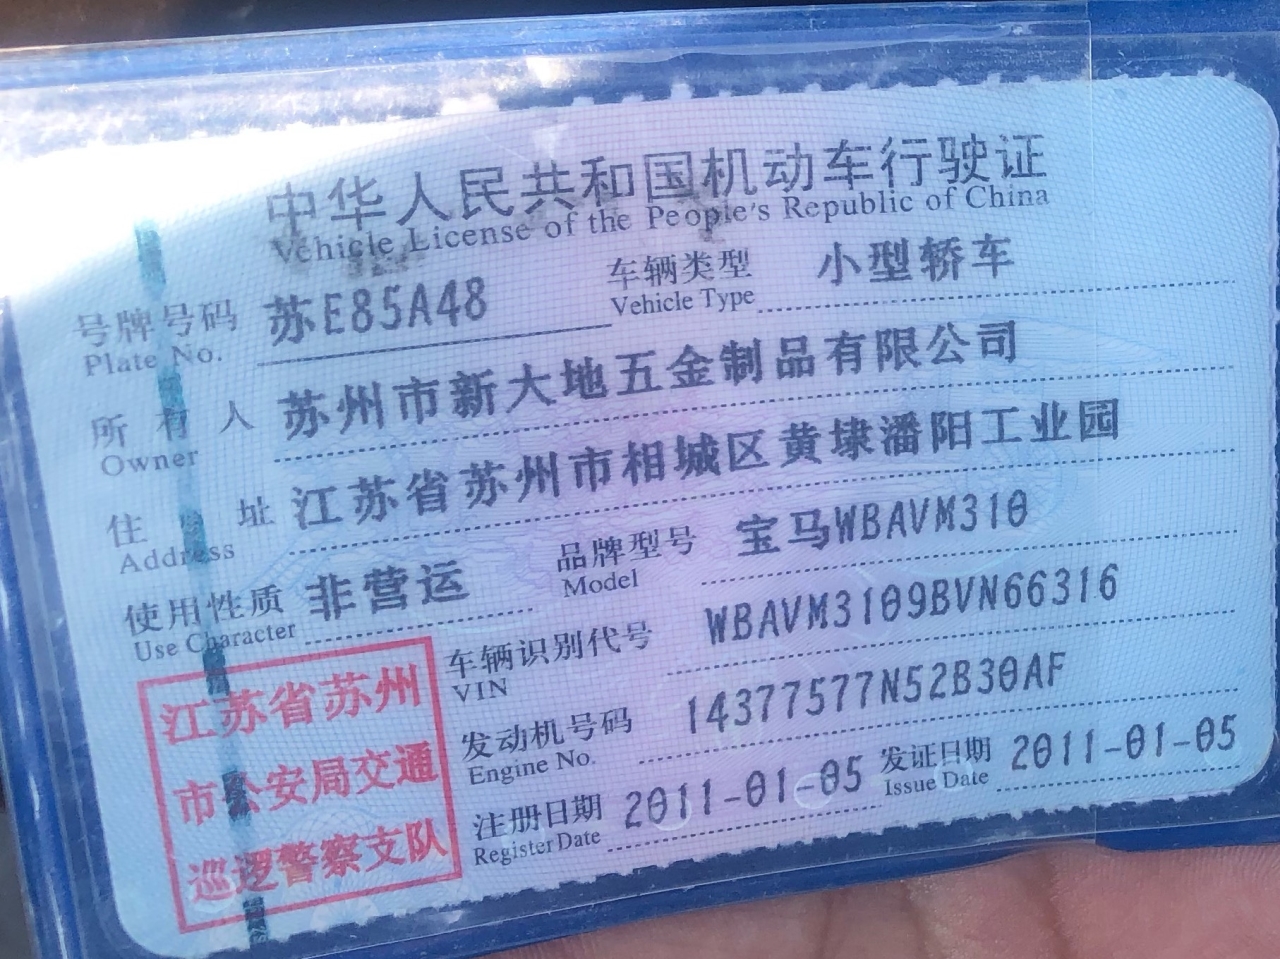 中华人民共和国机动车行驶证
Vehicle License of the People's Republic of China
号牌号码 苏E85A48 车辆类型 小型轿车
Plate No. Vehicle Type
所有人 苏州市新大地五金制品有限公司
Owner
住址 江苏省苏州市相城区黄埭潘阳工业园
Address
使用性质 非营运 品牌型号 宝马WBAVM310
Use Character Model
车辆识别代号 WBAVM3109BVN66316
VIN
发动机号码 14377577N52B30AF
Engine No.
注册日期 2011-01-05 发证日期 2011-01-05
Register Date Issue Date
江苏省苏州
市公安局交通
巡逻警察支队